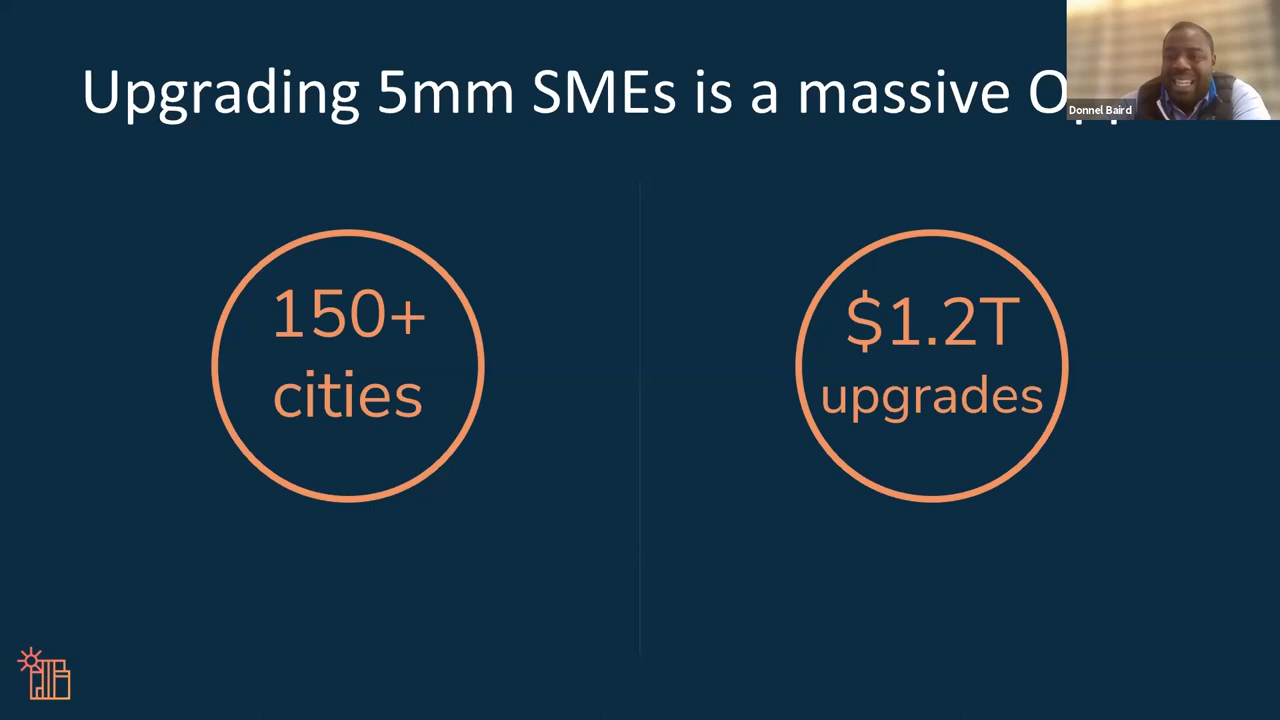 Upgrading 5mm SMEs is a massive
Donnel Baird
150+
cities
$1.2T
upgrades